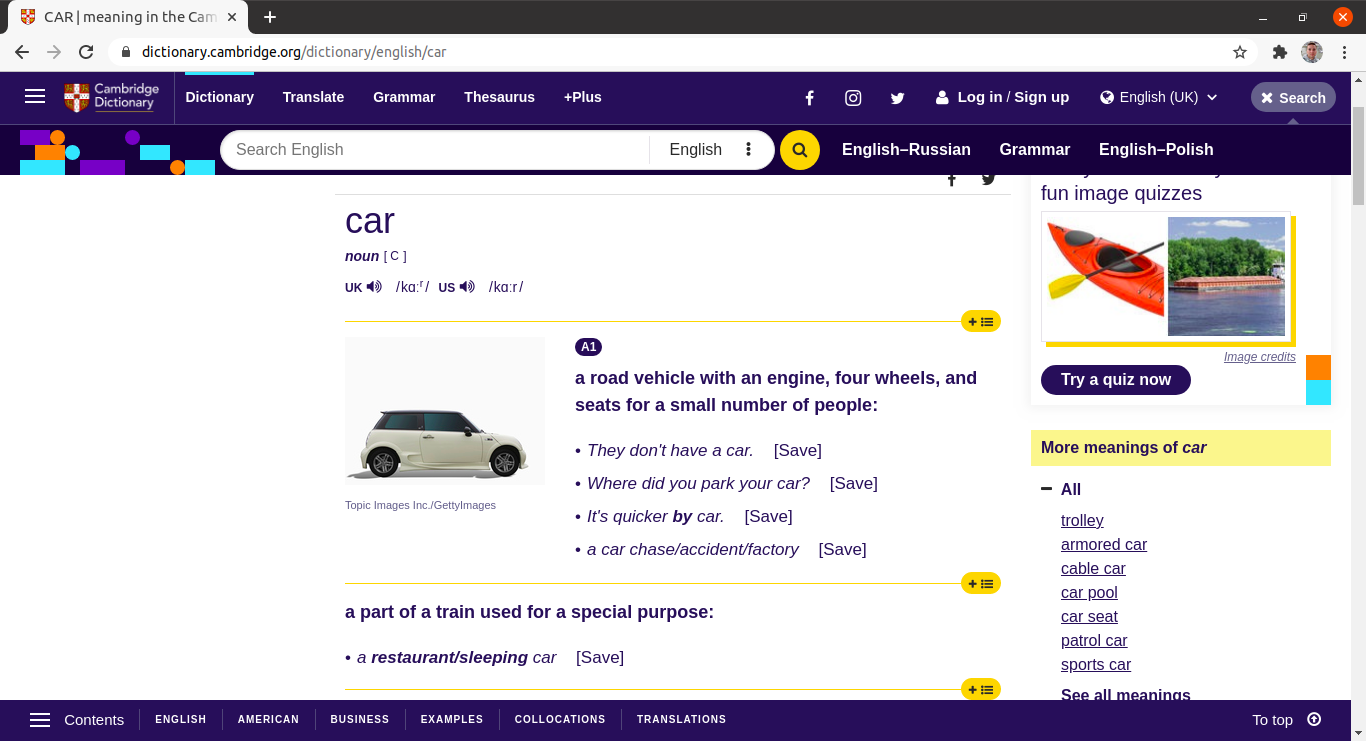 CAR | meaning in the Cam
dictionary.cambridge.org/dictionary/english/car
Cambridge
Dictionary
Dictionary
Translate
Grammar
Thesaurus
+Plus
Log in / Sign up
English (UK)
Search
Search English
English
English–Russian
Grammar
English–Polish
fun image quizzes
Image credits
Try a quiz now
car
noun [ C ]
UK /kɑːʳ/ US /kɑːr/
A1
a road vehicle with an engine, four wheels, and
seats for a small number of people:
• They don't have a car. [Save]
• Where did you park your car? [Save]
• It's quicker by car. [Save]
• a car chase/accident/factory [Save]
Topic Images Inc./GettyImages
a part of a train used for a special purpose:
• a restaurant/sleeping car [Save]
More meanings of car
All
trolley
armored car
cable car
car pool
car seat
patrol car
sports car
See all meanings
Contents
ENGLISH
AMERICAN
BUSINESS
EXAMPLES
COLLOCATIONS
TRANSLATIONS
To top